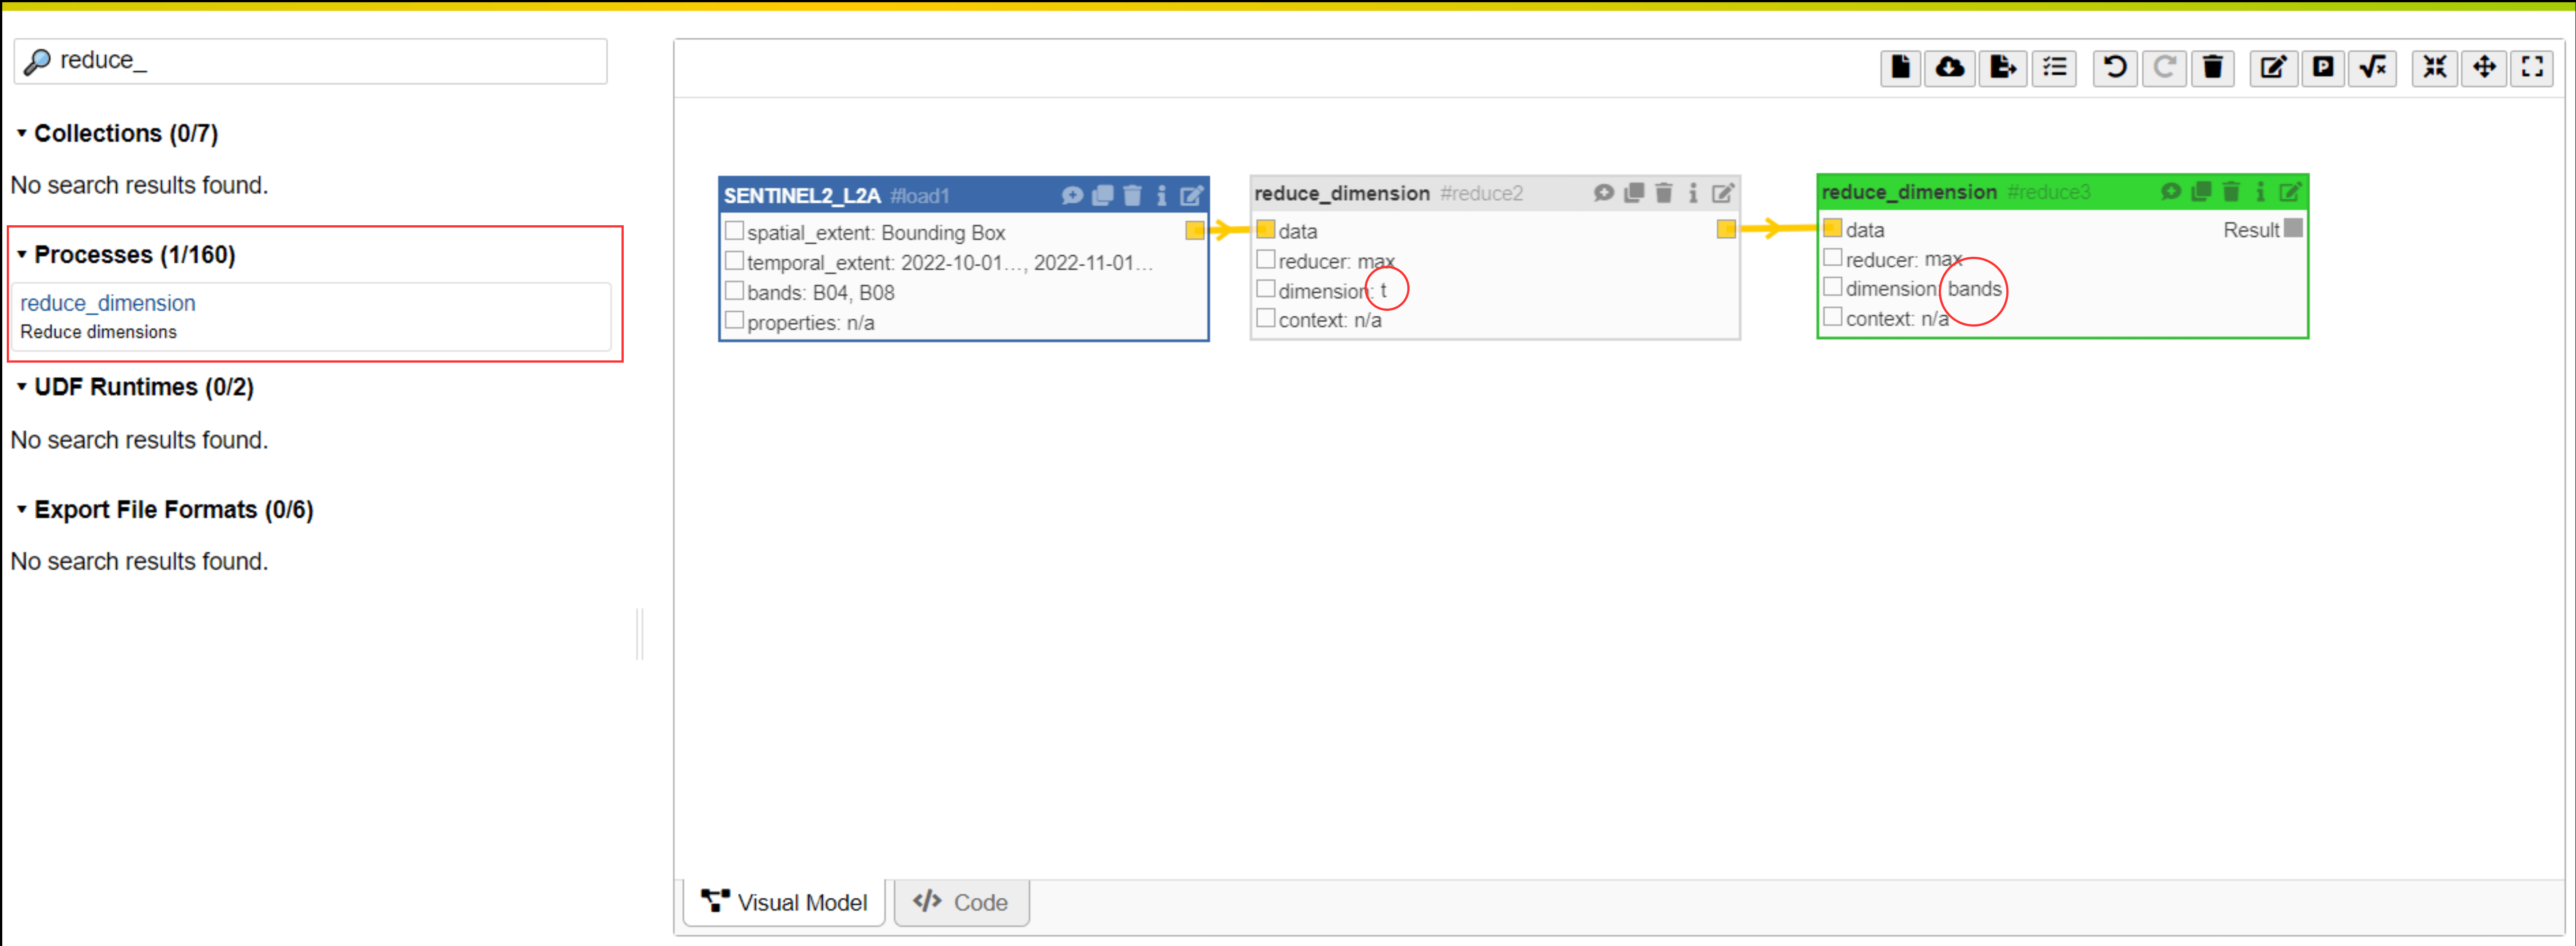 reduce_
Collections (0/7)
No search results found.
Processes (1/160)
reduce_dimension
Reduce dimensions
UDF Runtimes (0/2)
No search results found.
Export File Formats (0/6)
No search results found.
SENTINEL2_L2A #load1
spatial_extent: Bounding Box
temporal_extent: 2022-10-01..., 2022-11-01...
bands: B04, B08
properties: n/a
reduce_dimension #reduce2
data
reducer: max
dimension: t
context: n/a
reduce_dimension #reduce3
data Result
reducer: max
dimension: bands
context: n/a
Visual Model
</> Code